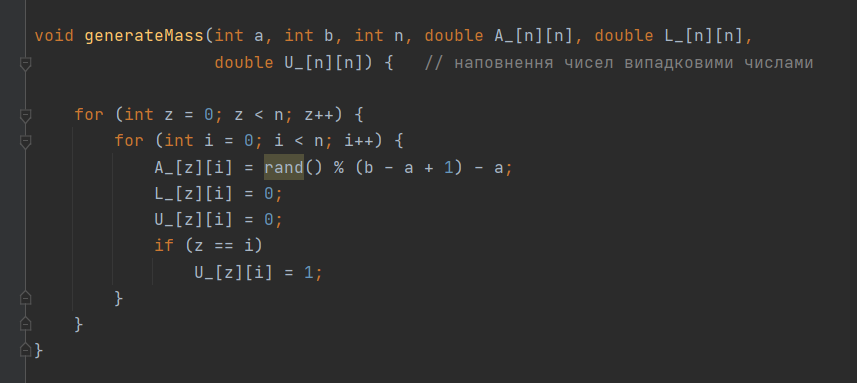 void generateMass(int a, int b, int n, double A_[n][n], double L_[n][n],
                  double U_[n][n]) {   // наповнення чисел випадковими числами

    for (int z = 0; z < n; z++) {
        for (int i = 0; i < n; i++) {
            A_[z][i] = rand() % (b - a + 1) - a;
            L_[z][i] = 0;
            U_[z][i] = 0;
            if (z == i)
                U_[z][i] = 1;
        }
    }
}